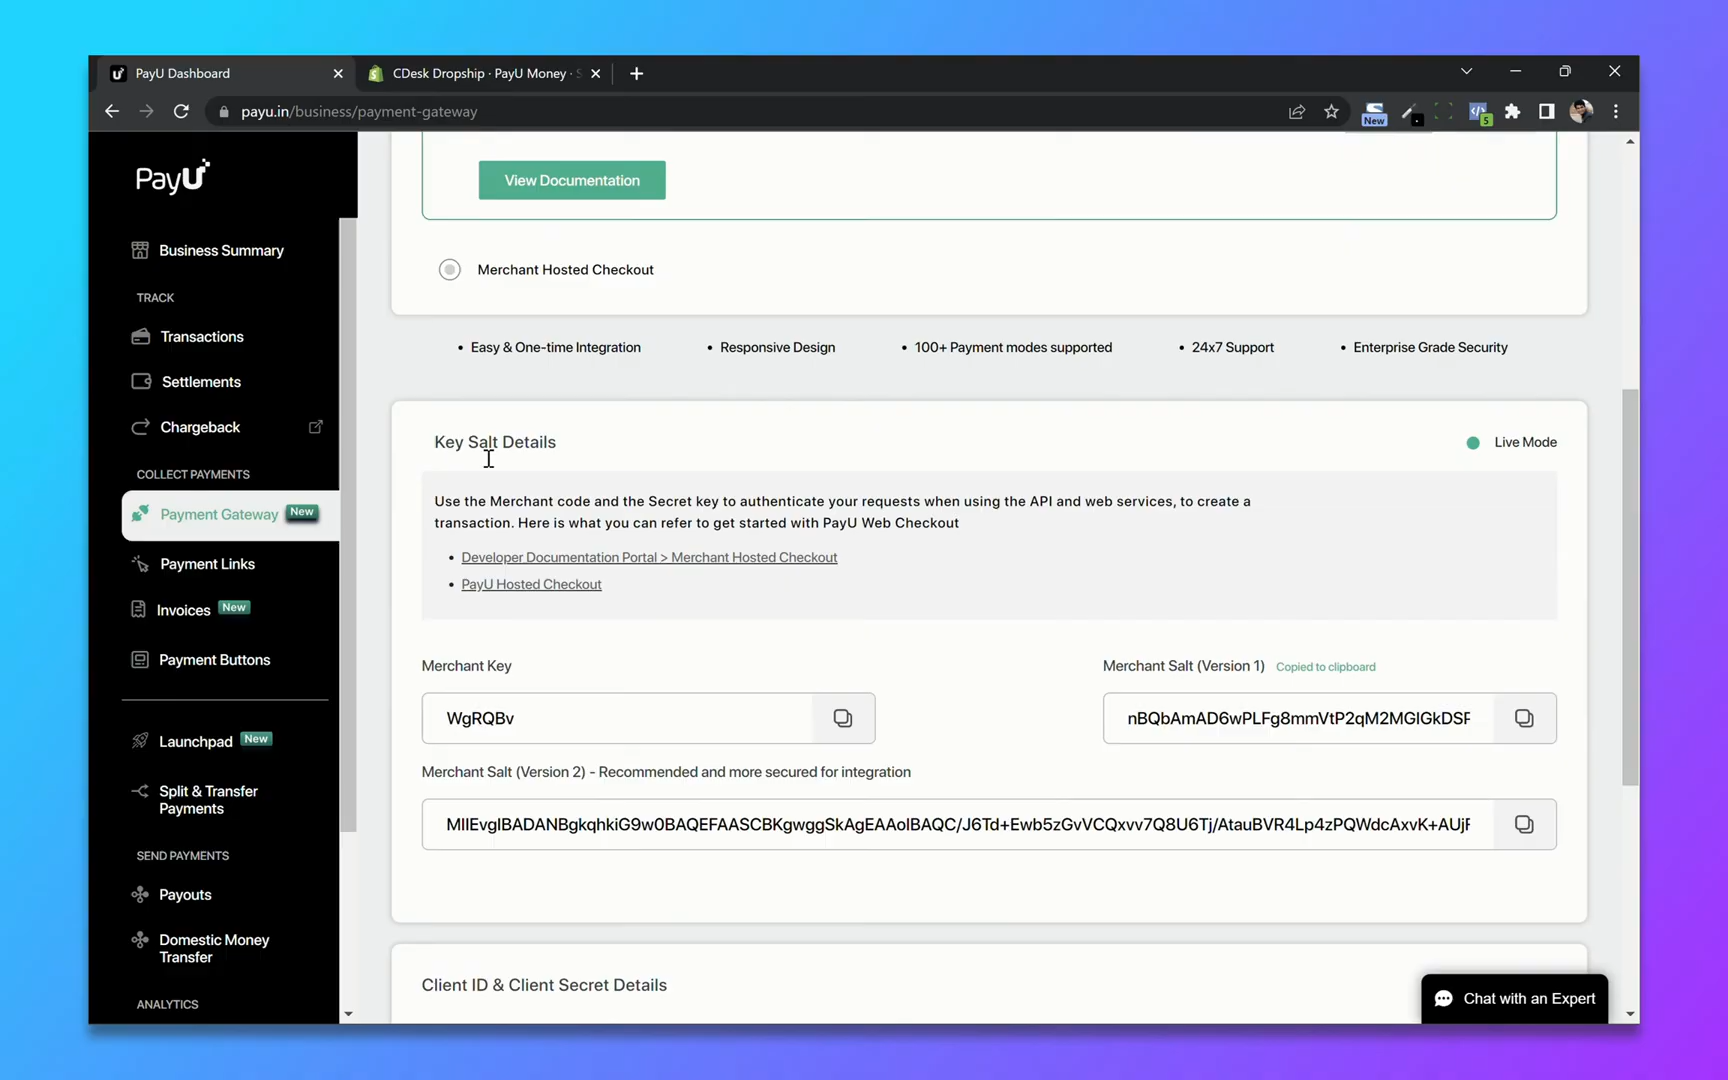 PayU Dashboard
CDesk Dropship · PayU Money ·
payu.in/business/payment-gateway
New
5
PayU
View Documentation
Business Summary
Merchant Hosted Checkout
TRACK
Transactions
• Easy & One-time Integration
• Responsive Design
• 100+ Payment modes supported
• 24x7 Support
• Enterprise Grade Security
Settlements
Chargeback
Key Salt Details
Live Mode
COLLECT PAYMENTS
Payment Gateway New
Use the Merchant code and the Secret key to authenticate your requests when using the API and web services, to create a
transaction. Here is what you can refer to get started with PayU Web Checkout
• Developer Documentation Portal > Merchant Hosted Checkout
• PayU Hosted Checkout
Payment Links
Invoices New
Payment Buttons
Merchant Key
Merchant Salt (Version 1) Copied to clipboard
WgRQBv
nBQbAmAD6wPLFg8mmVtP2qM2MGlGkDSF
Launchpad New
Merchant Salt (Version 2) - Recommended and more secured for integration
Split & Transfer
Payments
MIIEvgIBADANBgkqhkiG9w0BAQEFAASCBKgwggSkAgEAAoIBAQC/J6Td+Ewb5zGvVCQxvv7Q8U6Tj/AtauBVR4Lp4zPQWdcAxvK+AUjF
SEND PAYMENTS
Payouts
Domestic Money
Transfer
Client ID & Client Secret Details
ANALYTICS
Chat with an Expert